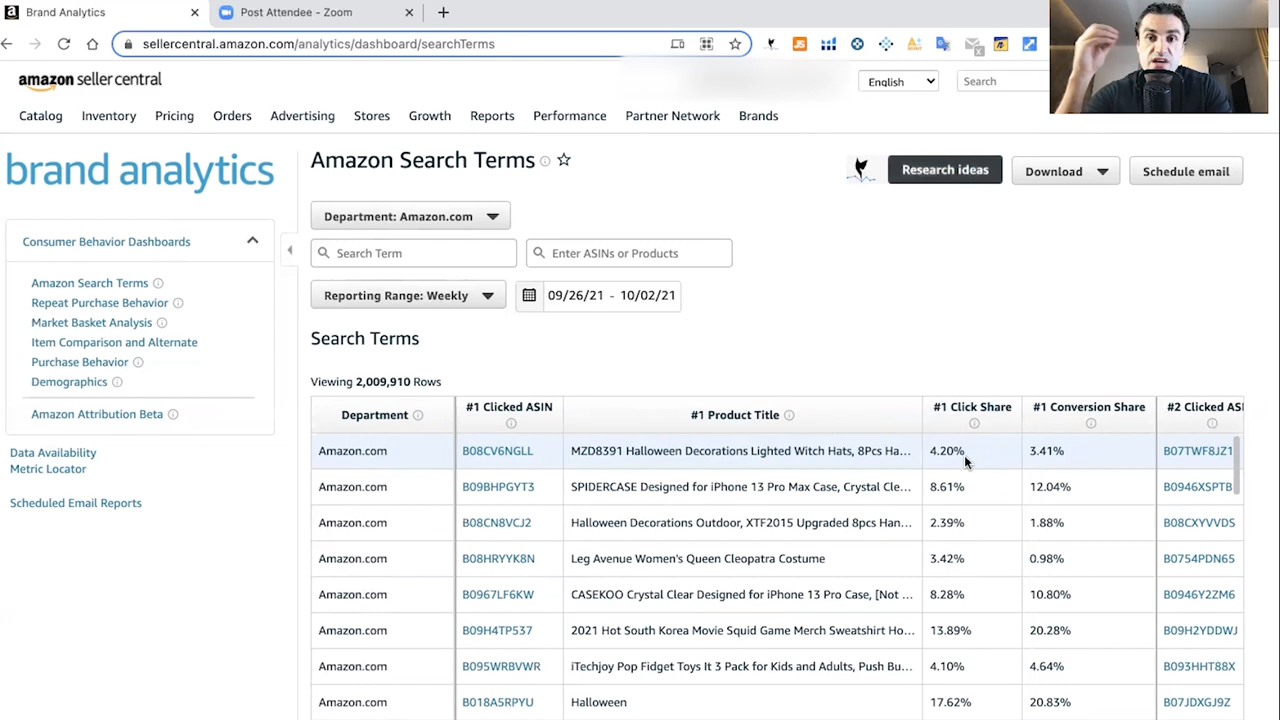 Brand Analytics
Post Attendee - Zoom
sellercentral.amazon.com/analytics/dashboard/searchTerms
amazon seller central
English
Search
Catalog Inventory Pricing Orders Advertising Stores Growth Reports Performance Partner Network Brands
brand analytics
Amazon Search Terms
Research ideas
Download
Schedule email
Department: Amazon.com
Search Term
Enter ASINs or Products
Reporting Range: Weekly
09/26/21 - 10/02/21
Consumer Behavior Dashboards
Amazon Search Terms
Repeat Purchase Behavior
Market Basket Analysis
Item Comparison and Alternate
Purchase Behavior
Demographics
Amazon Attribution Beta
Data Availability
Metric Locator
Scheduled Email Reports
Search Terms
Viewing 2,009,910 Rows
Department #1 Clicked ASIN #1 Product Title #1 Click Share #1 Conversion Share #2 Clicked ASI
Amazon.com B08CV6NGLL MZD8391 Halloween Decorations Lighted Witch Hats, 8Pcs Ha... 4.20% 3.41% B07TWF8JZ1
Amazon.com B09BHPGYT3 SPIDERCASE Designed for iPhone 13 Pro Max Case, Crystal Cle... 8.61% 12.04% B0946XSPTB
Amazon.com B08CN8VCJ2 Halloween Decorations Outdoor, XTF2015 Upgraded 8pcs Han... 2.39% 1.88% B08CXYVVDS
Amazon.com B08HRYYK8N Leg Avenue Women's Queen Cleopatra Costume 3.42% 0.98% B0754PDN65
Amazon.com B0967LF6KW CASEKOO Crystal Clear Designed for iPhone 13 Pro Case, [Not ... 8.28% 10.80% B0946Y2ZM6
Amazon.com B09H4TP537 2021 Hot South Korea Movie Squid Game Merch Sweatshirt Ho... 13.89% 20.28% B09H2YDDWJ
Amazon.com B095WRBVWR iTechjoy Pop Fidget Toys It 3 Pack for Kids and Adults, Push Bu... 4.10% 4.64% B093HHT88X
Amazon.com B018A5RPYU Halloween 17.62% 20.83% B07JDXGJ9Z